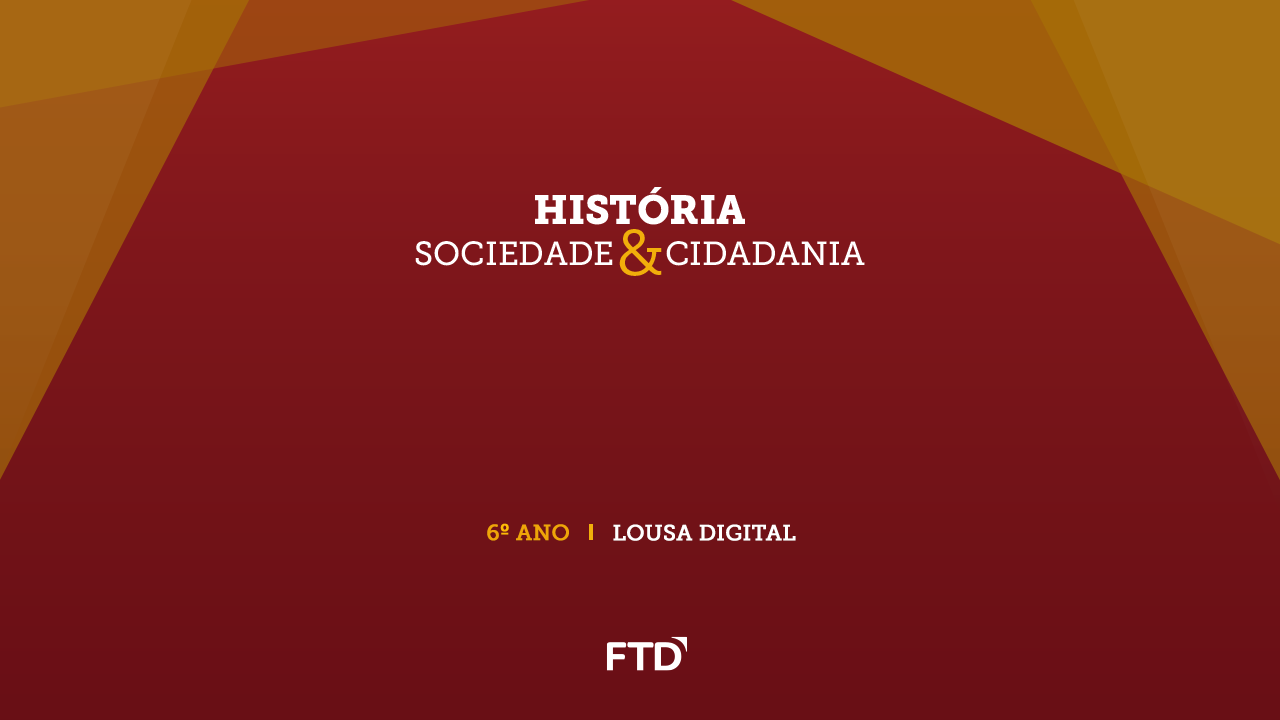 HISTÓRIA
SOCIEDADE & CIDADANIA
6º ANO | LOUSA DIGITAL
FTD